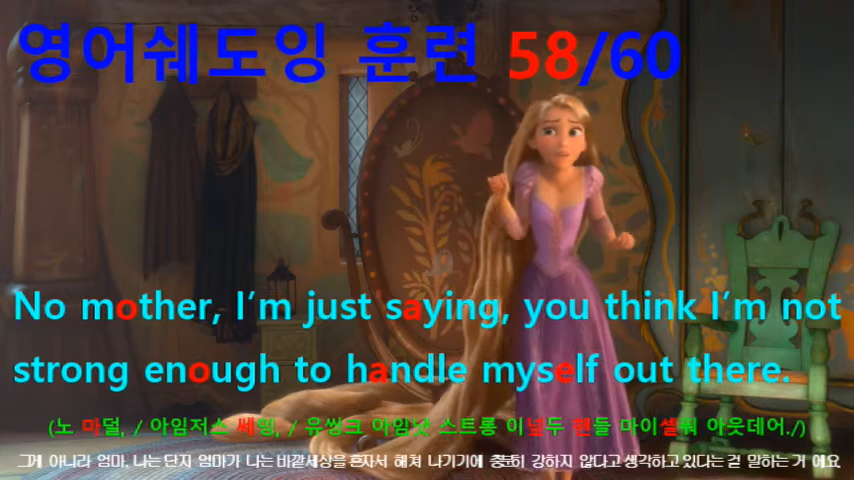 영어쉐도잉 훈련 58/60
No mother, I’m just saying, you think I’m not
strong enough to handle myself out there.
(노 마덜, / 아임저스 쎄잉, / 유씽크 아임낫 스트롱 이널두 핸들 마이셀뤄 아웃데어./)
그게 아니라 엄마, 나는 단지 엄마가 나는 바깥세상을 혼자서 헤쳐 나가기에 충분히 강하지 않다고 생각하고 있다는 걸 말하는 거 에요